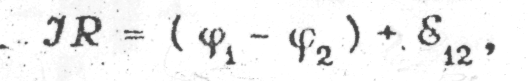 IR = (φ₁ - φ₂) + ℰ₁₂,